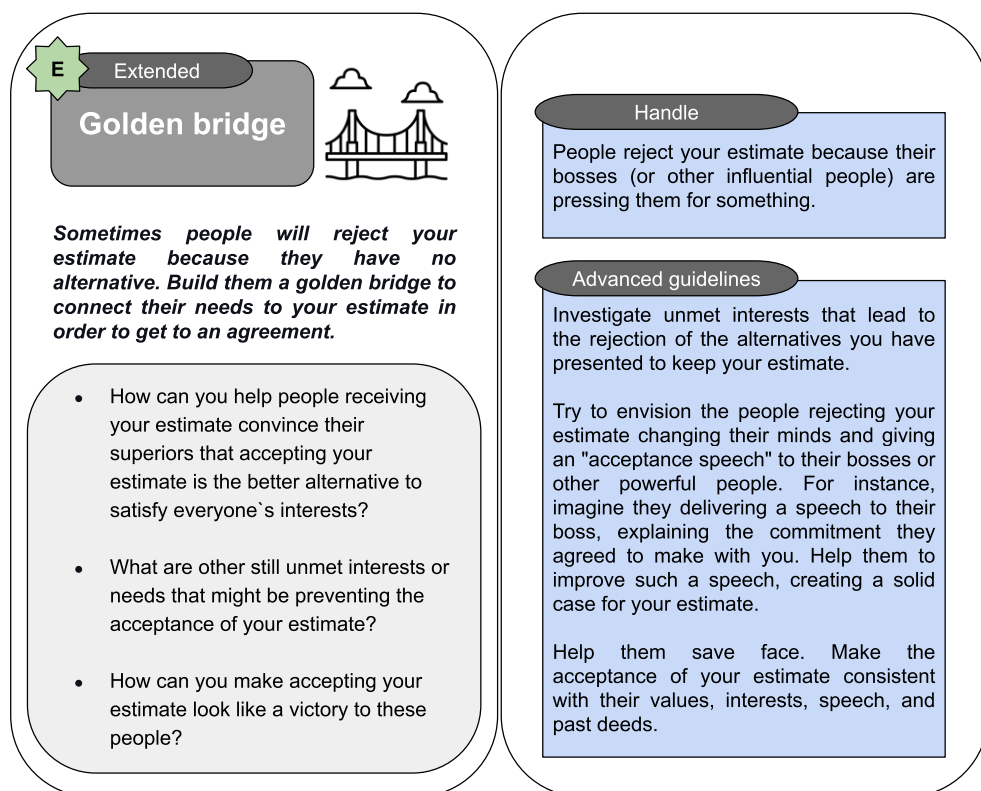 E
Extended
Golden bridge
Sometimes people will reject your
estimate because they have no
alternative. Build them a golden bridge to
connect their needs to your estimate in
order to get to an agreement.
• How can you help people receiving
your estimate convince their
superiors that accepting your
estimate is the better alternative to
satisfy everyone`s interests?
• What are other still unmet interests or
needs that might be preventing the
acceptance of your estimate?
• How can you make accepting your
estimate look like a victory to these
people?
Handle
People reject your estimate because their
bosses (or other influential people) are
pressing them for something.
Advanced guidelines
Investigate unmet interests that lead to
the rejection of the alternatives you have
presented to keep your estimate.
Try to envision the people rejecting your
estimate changing their minds and giving
an "acceptance speech" to their bosses or
other powerful people. For instance,
imagine they delivering a speech to their
boss, explaining the commitment they
agreed to make with you. Help them to
improve such a speech, creating a solid
case for your estimate.
Help them save face. Make the
acceptance of your estimate consistent
with their values, interests, speech, and
past deeds.